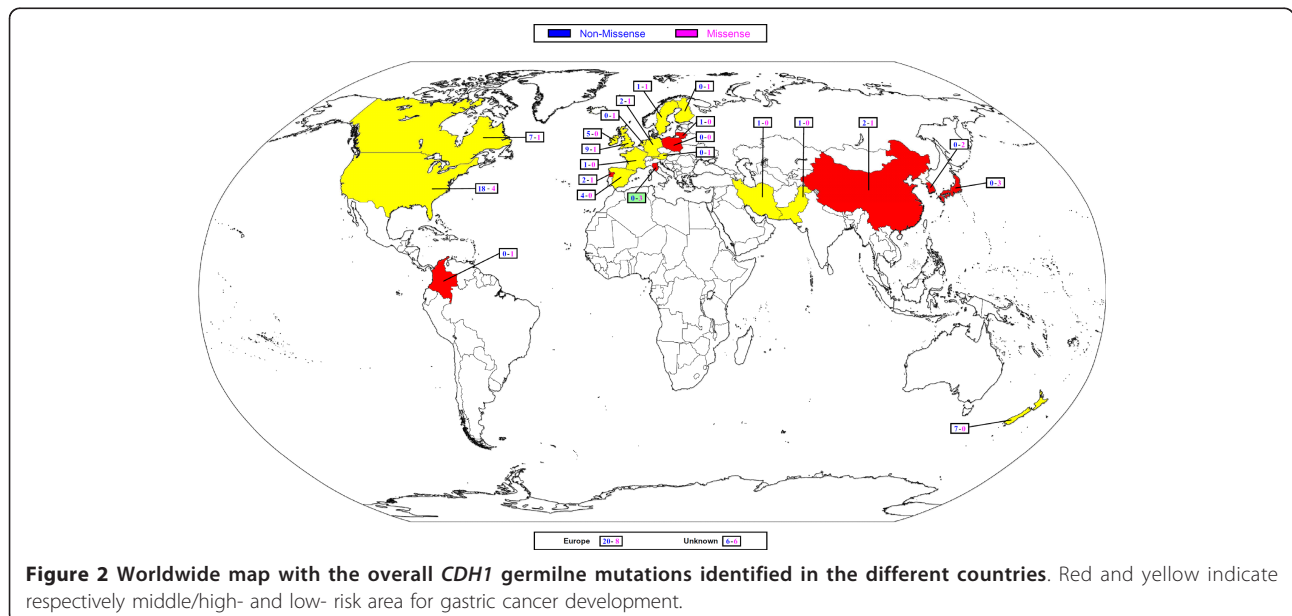 Non-Missense Missense
1-1 0-1
2-1
0-1 1-0
5-0 0-0 1-0 1-0 2-1
7-1 9-1 0-2
1-0 0-1
2-1 0-3
18-4 4-0
0-3
0-1
7-0
Europe 20-8 Unknown 6-6
Figure 2 Worldwide map with the overall CDH1 germilne mutations identified in the different countries. Red and yellow indicate
respectively middle/high- and low- risk area for gastric cancer development.